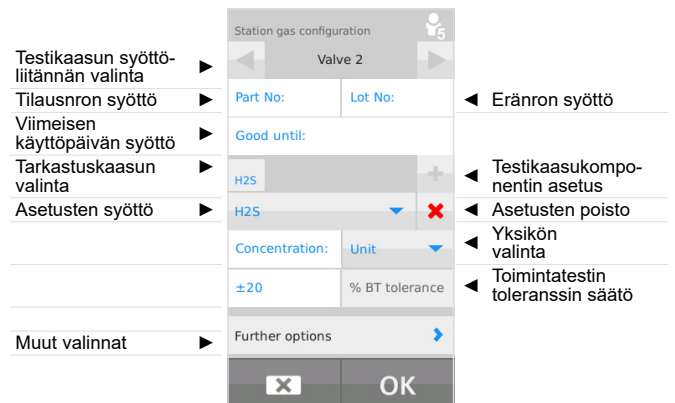 Station gas configuration
5
Testikaasun syöttö-
liitännän valinta
Valve 2
Tilausnron syöttö
Part No:
Lot No:
Eränron syöttö
Viimeisen
käyttöpäivän syöttö
Good until:
Tarkastuskaasun
valinta
H2S
Testikaasukompo-
nentin asetus
Asetusten syöttö
H2S
Asetusten poisto
Concentration:
Unit
Yksikön
valinta
±20
% BT tolerance
Toimintatestin
toleranssin säätö
Muut valinnat
Further options
OK